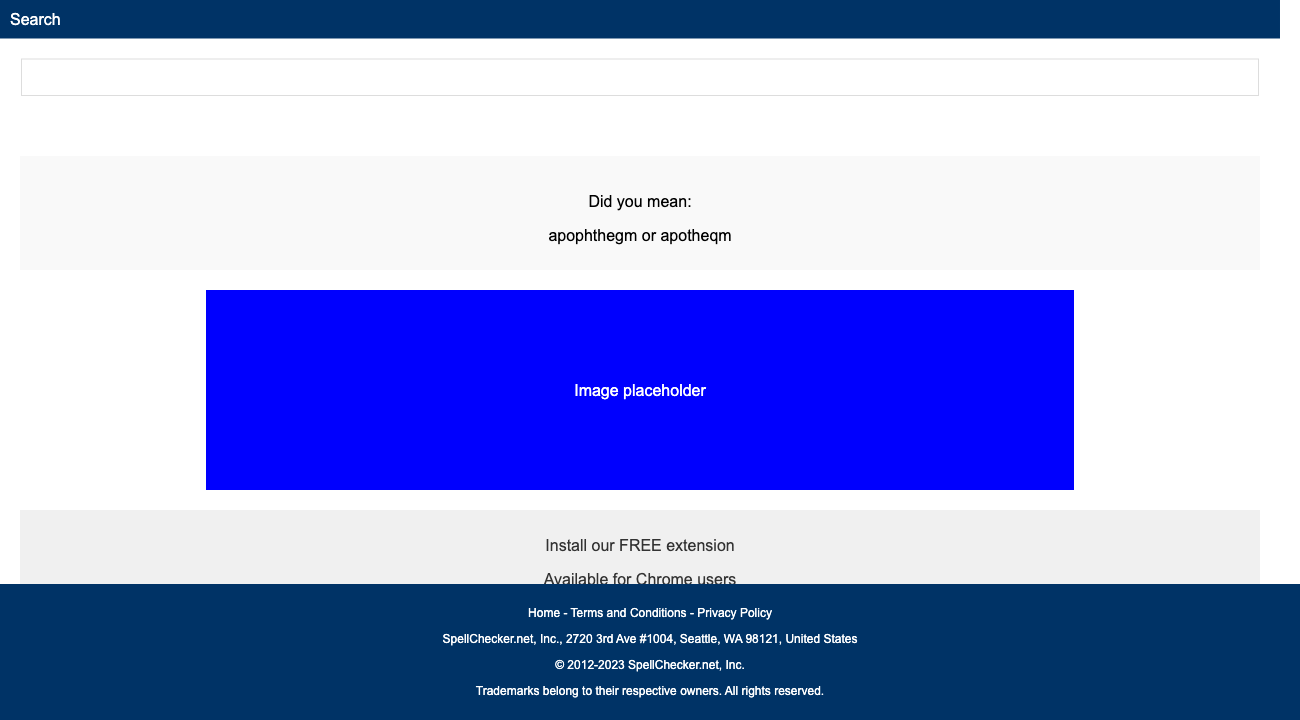 Search
Did you mean:
apophthegm or apotheqm
Image placeholder
Install our FREE extension
Available for Chrome users
Home - Terms and Conditions - Privacy Policy
SpellChecker.net, Inc., 2720 3rd Ave #1004, Seattle, WA 98121, United States
© 2012-2023 SpellChecker.net, Inc.
Trademarks belong to their respective owners. All rights reserved.